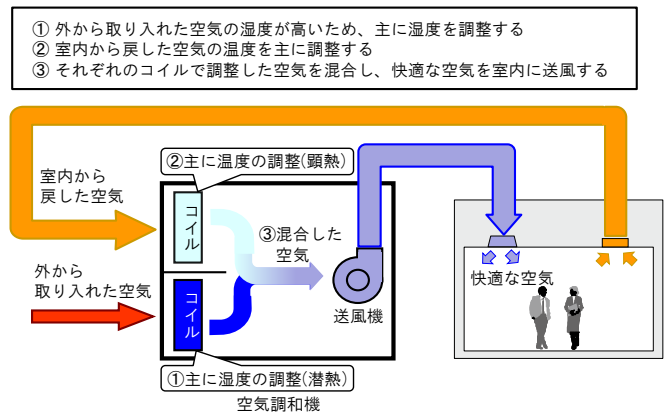 ① 外から取り入れた空気の湿度が高いため、主に湿度を調整する
② 室内から戻した空気の温度を主に調整する
③ それぞれのコイルで調整した空気を混合し、快適な空気を室内に送風する
②主に温度の調整(顕熱)
室内から
戻した空気
コイル
③混合した
空気
外から
取り入れた空気
コイル
送風機
快適な空気
①主に湿度の調整(潜熱)
空気調和機